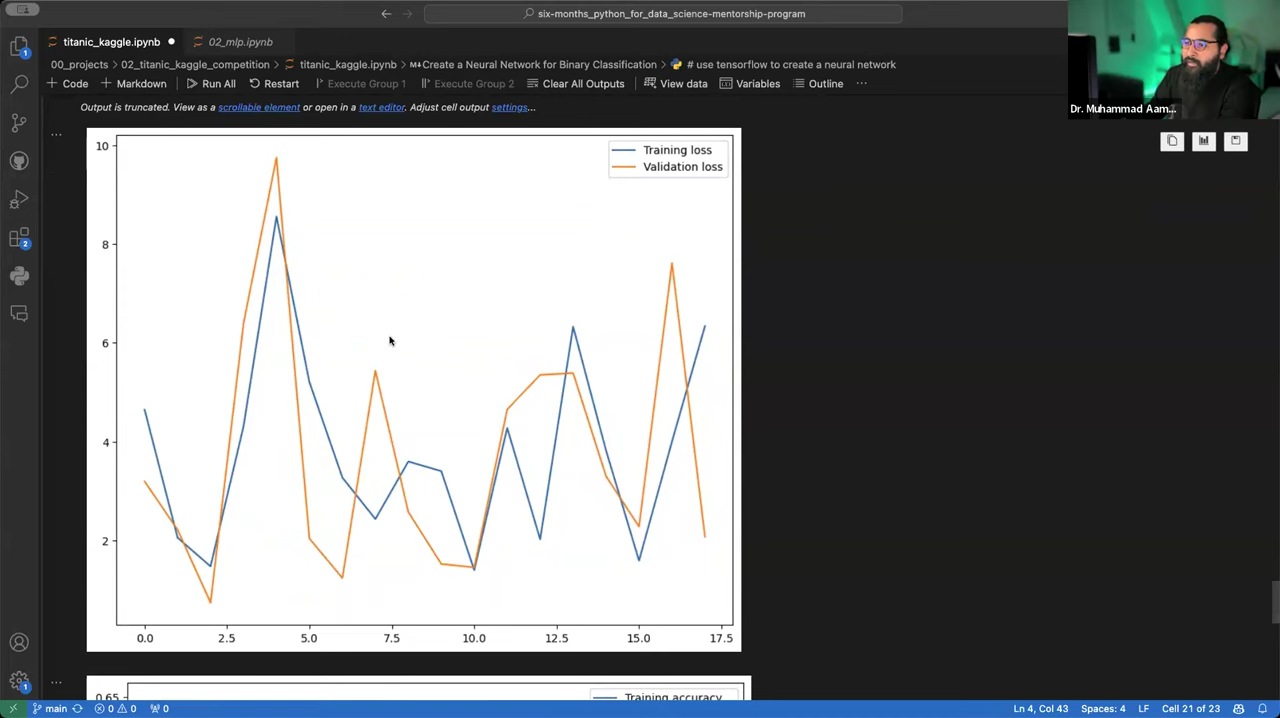 six-months_python_for_data_science-mentorship-program
titanic_kaggle.ipynb
02_mlp.ipynb
00_projects > 02_titanic_kaggle_competition > titanic_kaggle.ipynb > Create a Neural Network for Binary Classification > # use tensorflow to create a neural network
+ Code + Markdown Run All Restart Execute Group 1 Execute Group 2 Clear All Outputs View data Variables Outline ...
Dr. Muhammad Aam...
1
2
1
Output is truncated. View as a scrollable element or open in a text editor. Adjust cell output settings...
Training loss
Validation loss
10
8
6
4
2
0.0 2.5 5.0 7.5 10.0 12.5 15.0 17.5
0.65
Training accuracy
main 0 0 0 Ln 4, Col 43 Spaces: 4 LF Cell 21 of 23